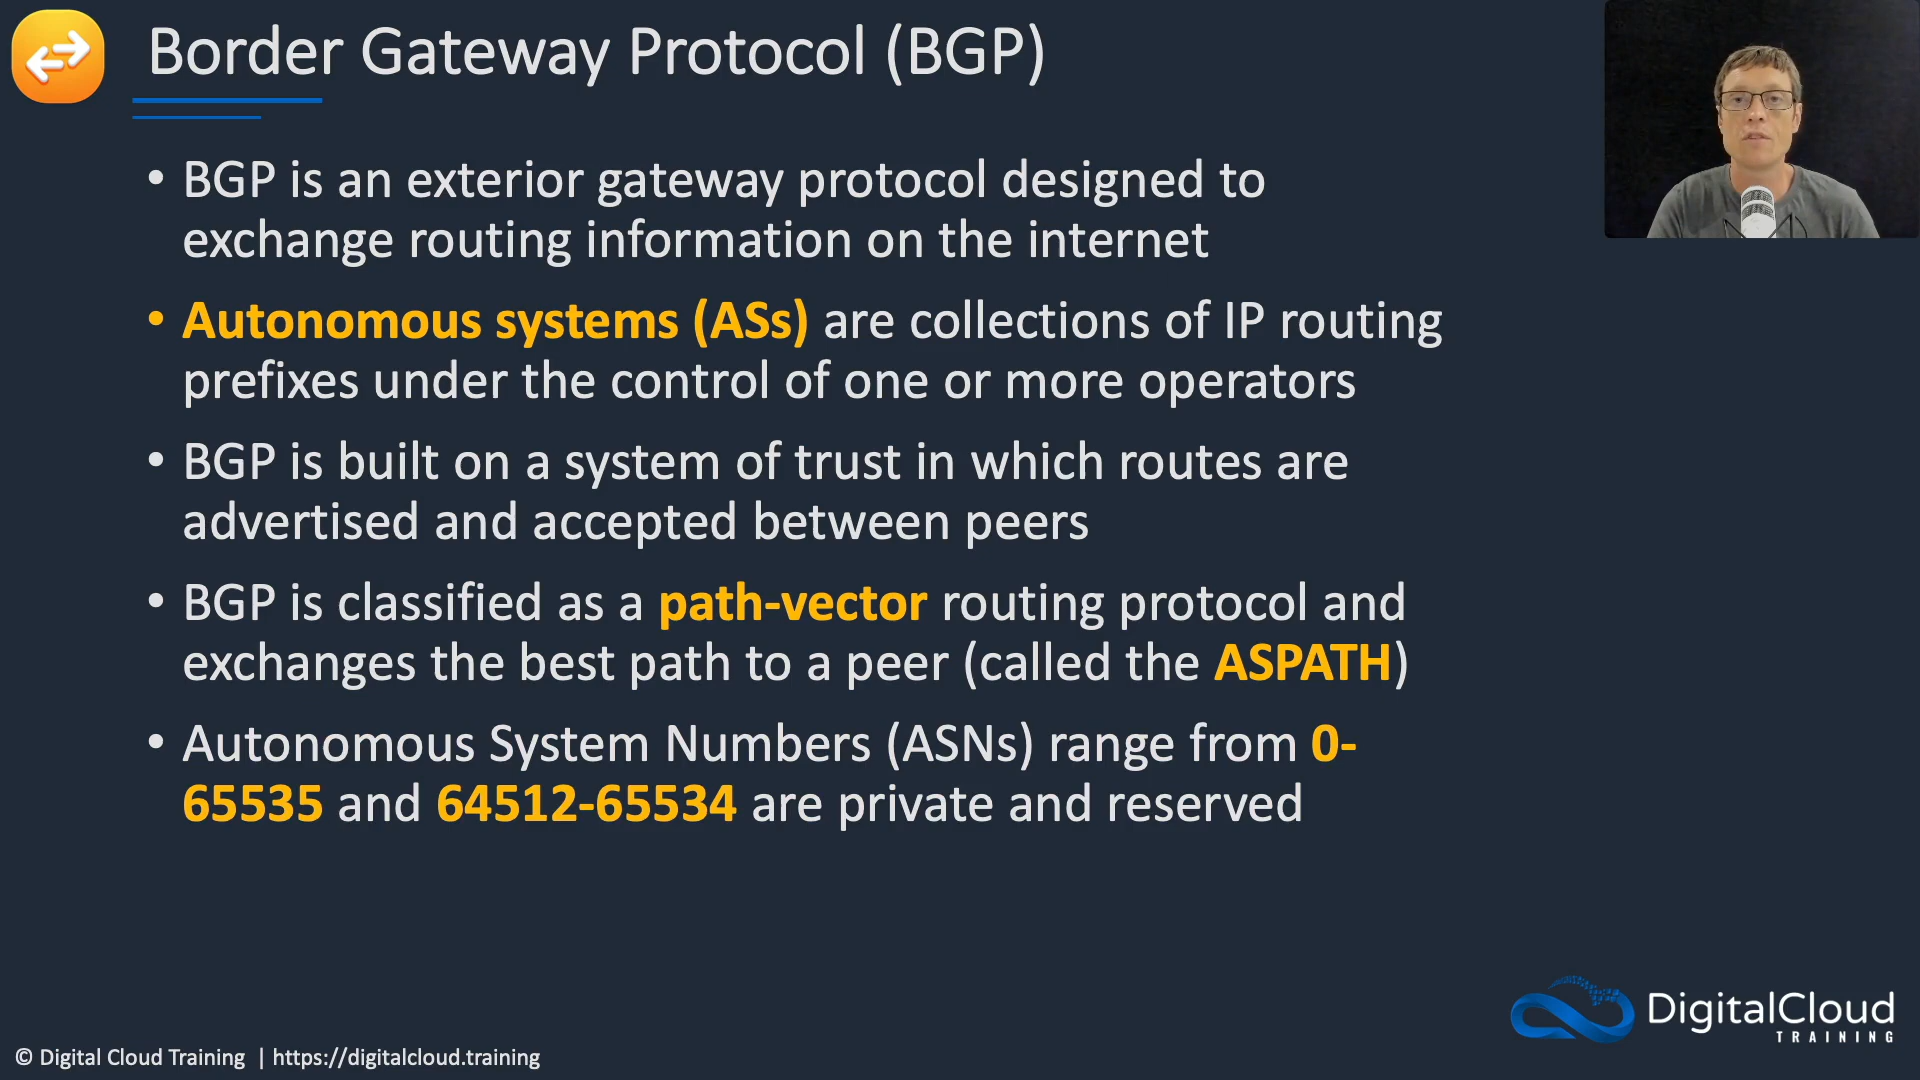 Border Gateway Protocol (BGP)
• BGP is an exterior gateway protocol designed to
exchange routing information on the internet
• Autonomous systems (ASs) are collections of IP routing
prefixes under the control of one or more operators
• BGP is built on a system of trust in which routes are
advertised and accepted between peers
• BGP is classified as a path-vector routing protocol and
exchanges the best path to a peer (called the ASPATH)
• Autonomous System Numbers (ASNs) range from 0-
65535 and 64512-65534 are private and reserved
DigitalCloud
TRAINING
© Digital Cloud Training | https://digitalcloud.training